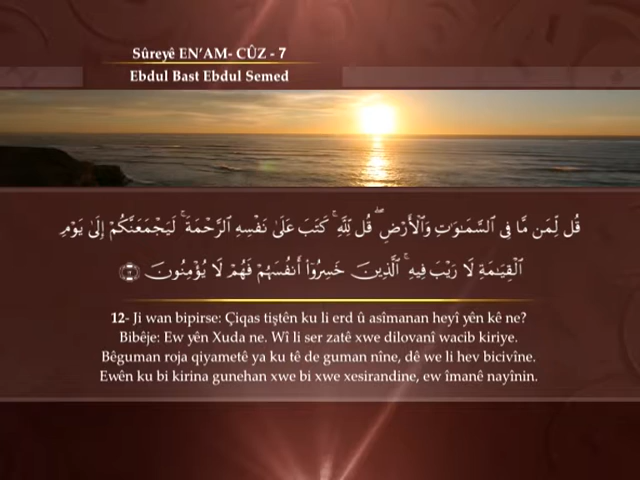 Sûreyê EN’AM- CÛZ - 7
Ebdul Bast Ebdul Semed
قُل لِّمَن مَّا فِى ٱلسَّمَـٰوَٰتِ وَٱلْأَرْضِ ۖ قُل لِّلَّهِ ۚ كَتَبَ عَلَىٰ نَفْسِهِ ٱلرَّحْمَةَ ۚ لَيَجْمَعَنَّكُمْ إِلَىٰ يَوْمِ
ٱلْقِيَـٰمَةِ لَا رَيْبَ فِيهِ ۚ ٱلَّذِينَ خَسِرُوٓا۟ أَنفُسَهُمْ فَهُمْ لَا يُؤْمِنُونَ ﴿١٢﴾
12- Ji wan bipirse: Çiqas tiştên ku li erd û asîmanan heyî yên kê ne?
Bibêje: Ew yên Xuda ne. Wî li ser zatê xwe dilovanî wacib kiriye.
Bêguman roja qiyametê ya ku tê de guman nîne, dê we li hev bicivîne.
Ewên ku bi kirina gunehan xwe bi xwe xesirandine, ew îmanê nayînin.